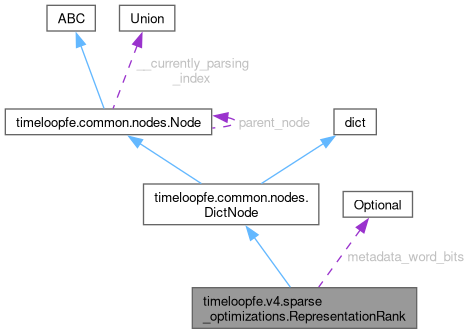 ABC
Union
__currently_parsing
_index
timeloopfe.common.nodes.Node
parent_node
dict
timeloopfe.common.nodes.
DictNode
Optional
metadata_word_bits
timeloopfe.v4.sparse
_optimizations.RepresentationRank